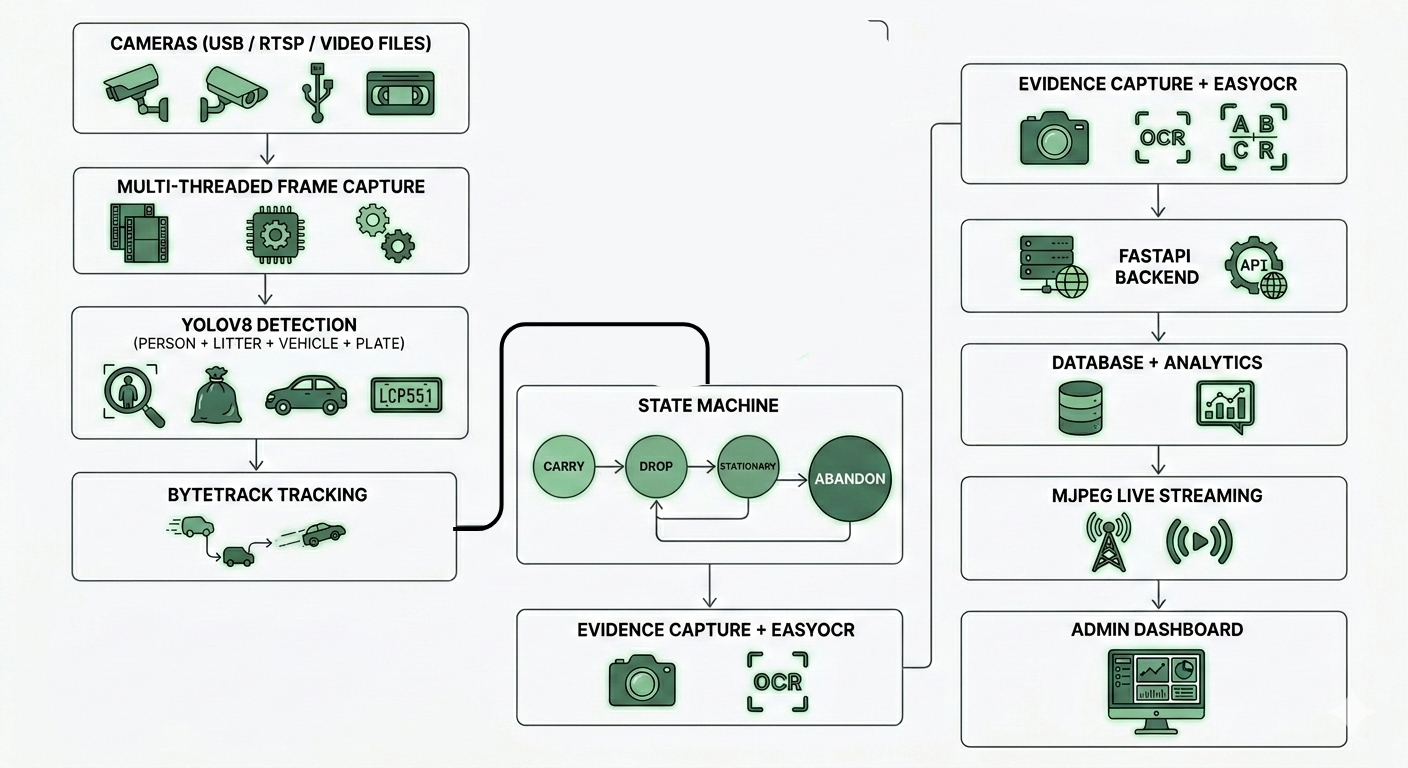 CAMERAS (USB / RTSP / VIDEO FILES)
MULTI-THREADED FRAME CAPTURE
YOLOV8 DETECTION
(PERSON + LITTER + VEHICLE + PLATE)
LCP551
BYTETRACK TRACKING
STATE MACHINE
CARRY
DROP
STATIONARY
ABANDON
EVIDENCE CAPTURE + EASYOCR
OCR
EVIDENCE CAPTURE + EASYOCR
OCR
A B
C R
FASTAPI
BACKEND
API
DATABASE + ANALYTICS
MJPEG LIVE STREAMING
ADMIN DASHBOARD